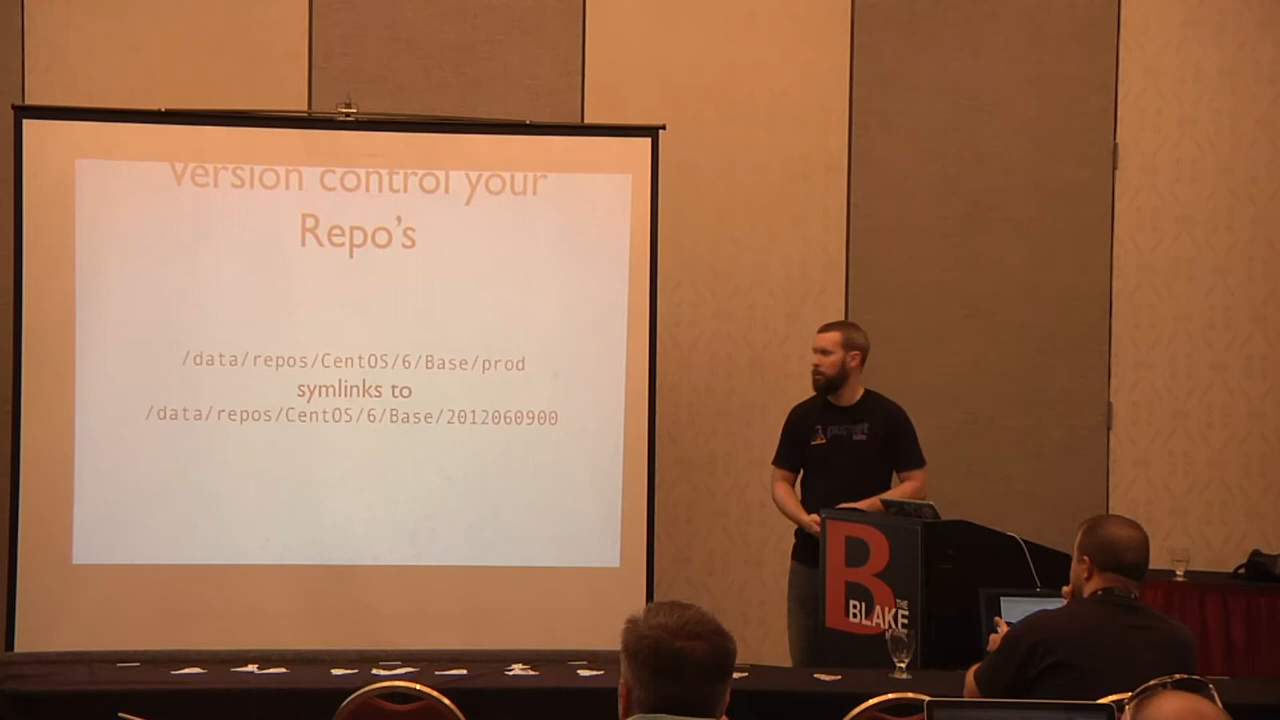 Version control your
Repo's
/data/repos/CentOS/6/Base/prod
symlinks to
/data/repos/CentOS/6/Base/2012060900
puppet
B
THE
BLAKE